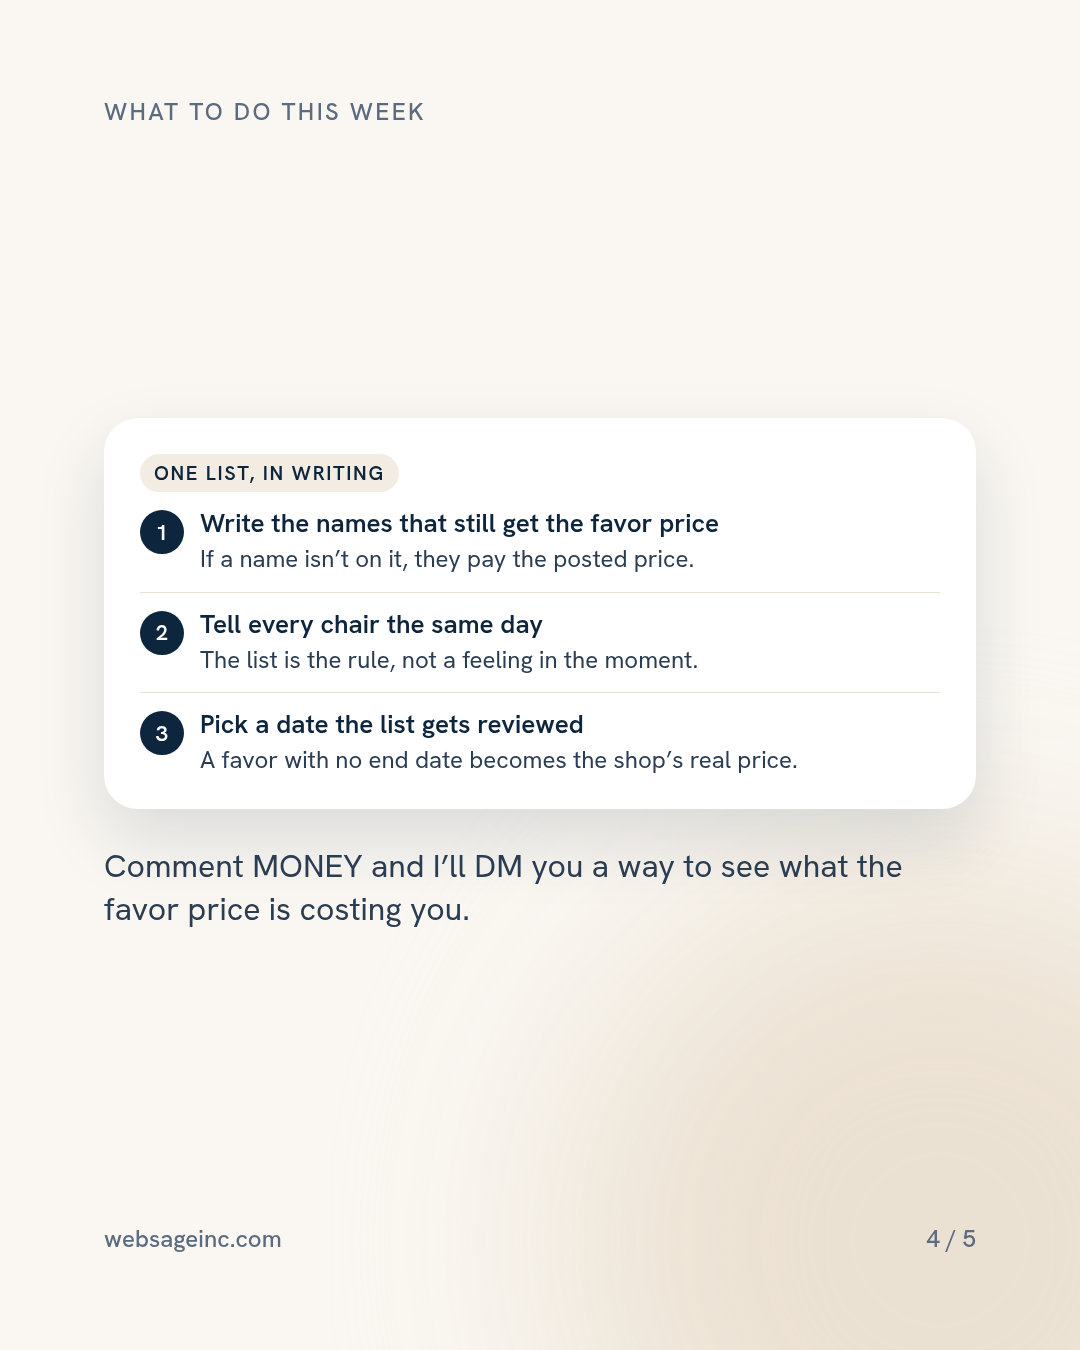 WHAT TO DO THIS WEEK
ONE LIST, IN WRITING
1
Write the names that still get the favor price
If a name isn’t on it, they pay the posted price.
2
Tell every chair the same day
The list is the rule, not a feeling in the moment.
3
Pick a date the list gets reviewed
A favor with no end date becomes the shop’s real price.
Comment MONEY and I’ll DM you a way to see what the
favor price is costing you.
websageinc.com
4 / 5